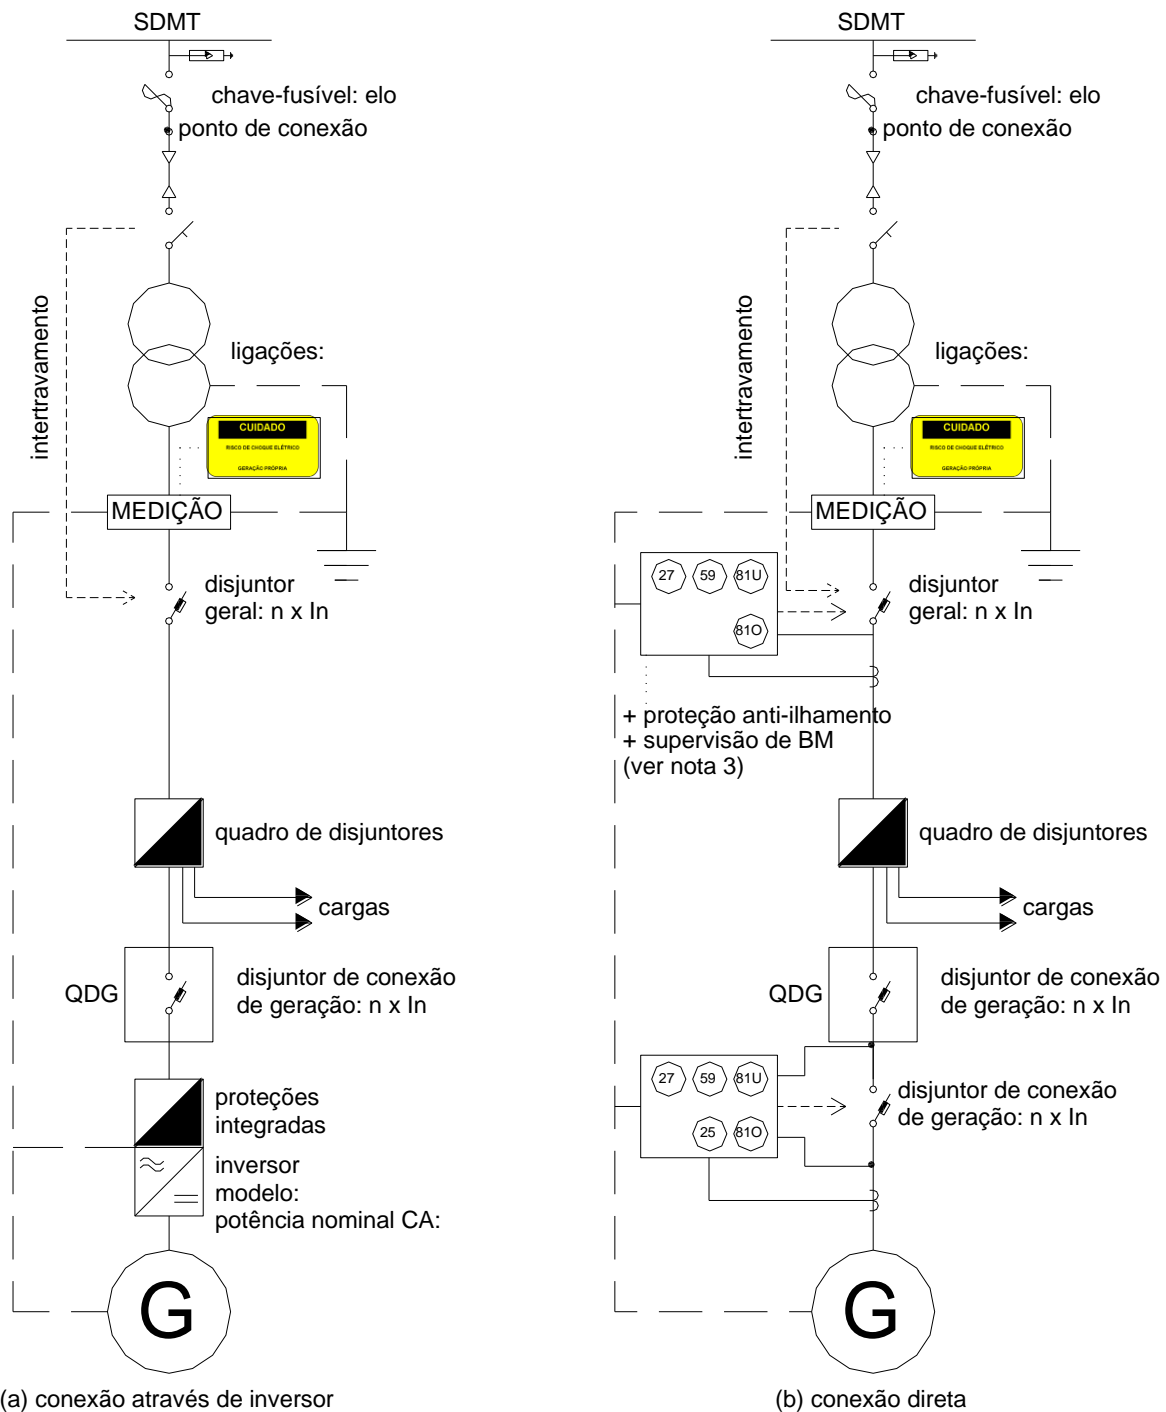 SDMT
chave-fusível: elo
ponto de conexão
intertravamento
ligações:
CUIDADO
RISCO DE CHOQUE ELÉTRICO
GERAÇÃO PRÓPRIA
MEDIÇÃO
disjuntor
geral: n x In
quadro de disjuntores
cargas
QDG
disjuntor de conexão
de geração: n x In
proteções
integradas
inversor
modelo:
potência nominal CA:
G
(a) conexão através de inversor
SDMT
chave-fusível: elo
ponto de conexão
intertravamento
ligações:
CUIDADO
RISCO DE CHOQUE ELÉTRICO
GERAÇÃO PRÓPRIA
MEDIÇÃO
27 59 81U
81O
disjuntor
geral: n x In
+ proteção anti-ilhamento
+ supervisão de BM
(ver nota 3)
quadro de disjuntores
cargas
QDG
disjuntor de conexão
de geração: n x In
27 59 81U
25 81O
disjuntor de conexão
de geração: n x In
G
(b) conexão direta